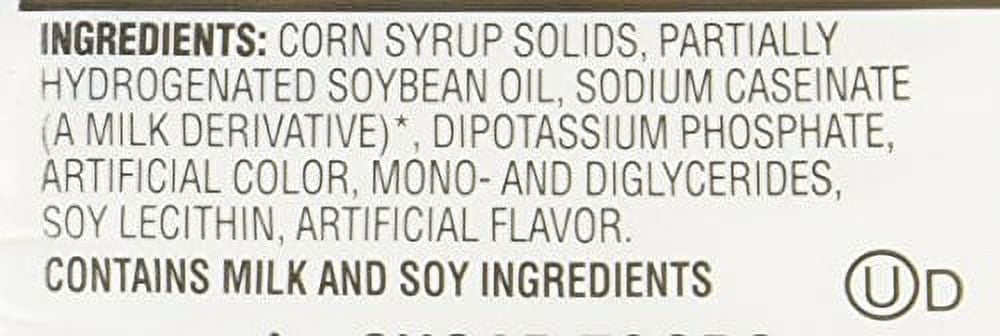 INGREDIENTS: CORN SYRUP SOLIDS, PARTIALLY
HYDROGENATED SOYBEAN OIL, SODIUM CASEINATE
(A MILK DERIVATIVE)*, DIPOTASSIUM PHOSPHATE,
ARTIFICIAL COLOR, MONO- AND DIGLYCERIDES,
SOY LECITHIN, ARTIFICIAL FLAVOR.
CONTAINS MILK AND SOY INGREDIENTS
U D